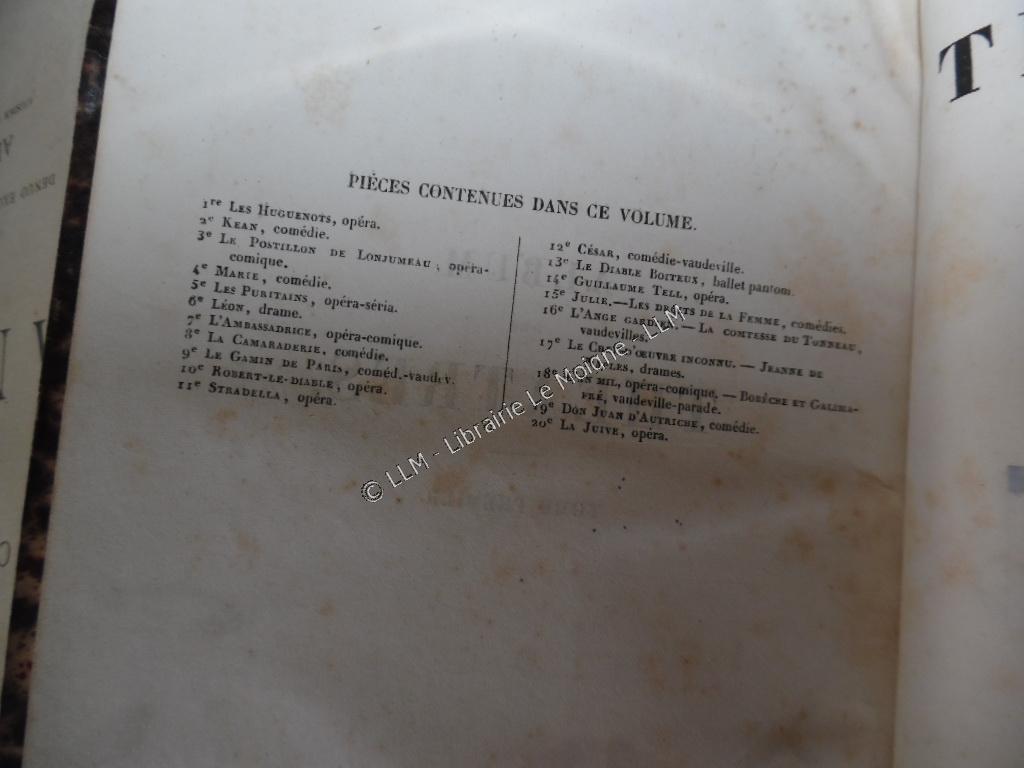 PIÈCES CONTENUES DANS CE VOLUME.
1re LES HUGUENOTS, opéra.
2e KEAN, comédie.
3e LE POSTILLON DE LONJUMEAU, opéra-
comique.
4e MARIE, comédie.
5e LES PURITAINS, opéra-séria.
6e LÉON, drame.
7e L'AMBASSADRICE, opéra-comique.
8e LA CAMARADERIE, comédie.
9e LE GAMIN DE PARIS, coméd.-vaudev.
10e ROBERT-LE-DIABLE, opéra.
11e STRADELLA, opéra.
12e CÉSAR, comédie-vaudeville.
13e LE DIABLE BOITEUX, ballet pantom.
14e GUILLAUME TELL, opéra.
15e JULIE.—LES DROITS DE LA FEMME, comédies.
16e L'ANGE GARDIEN — LA COMTESSE DU TONNEAU,
vaudevilles.
17e LE CHEF D'OEUVRE INCONNU. — JEANNE DE
drames.
18e MIL, opéra-comique. — BOBÈCHE ET GALIMA-
FRÉ, vaudeville-parade.
19e DON JUAN D'AUTRICHE, comédie.
20e LA JUIVE, opéra.
© LLM - Librairie Le Moigne, LLM
T